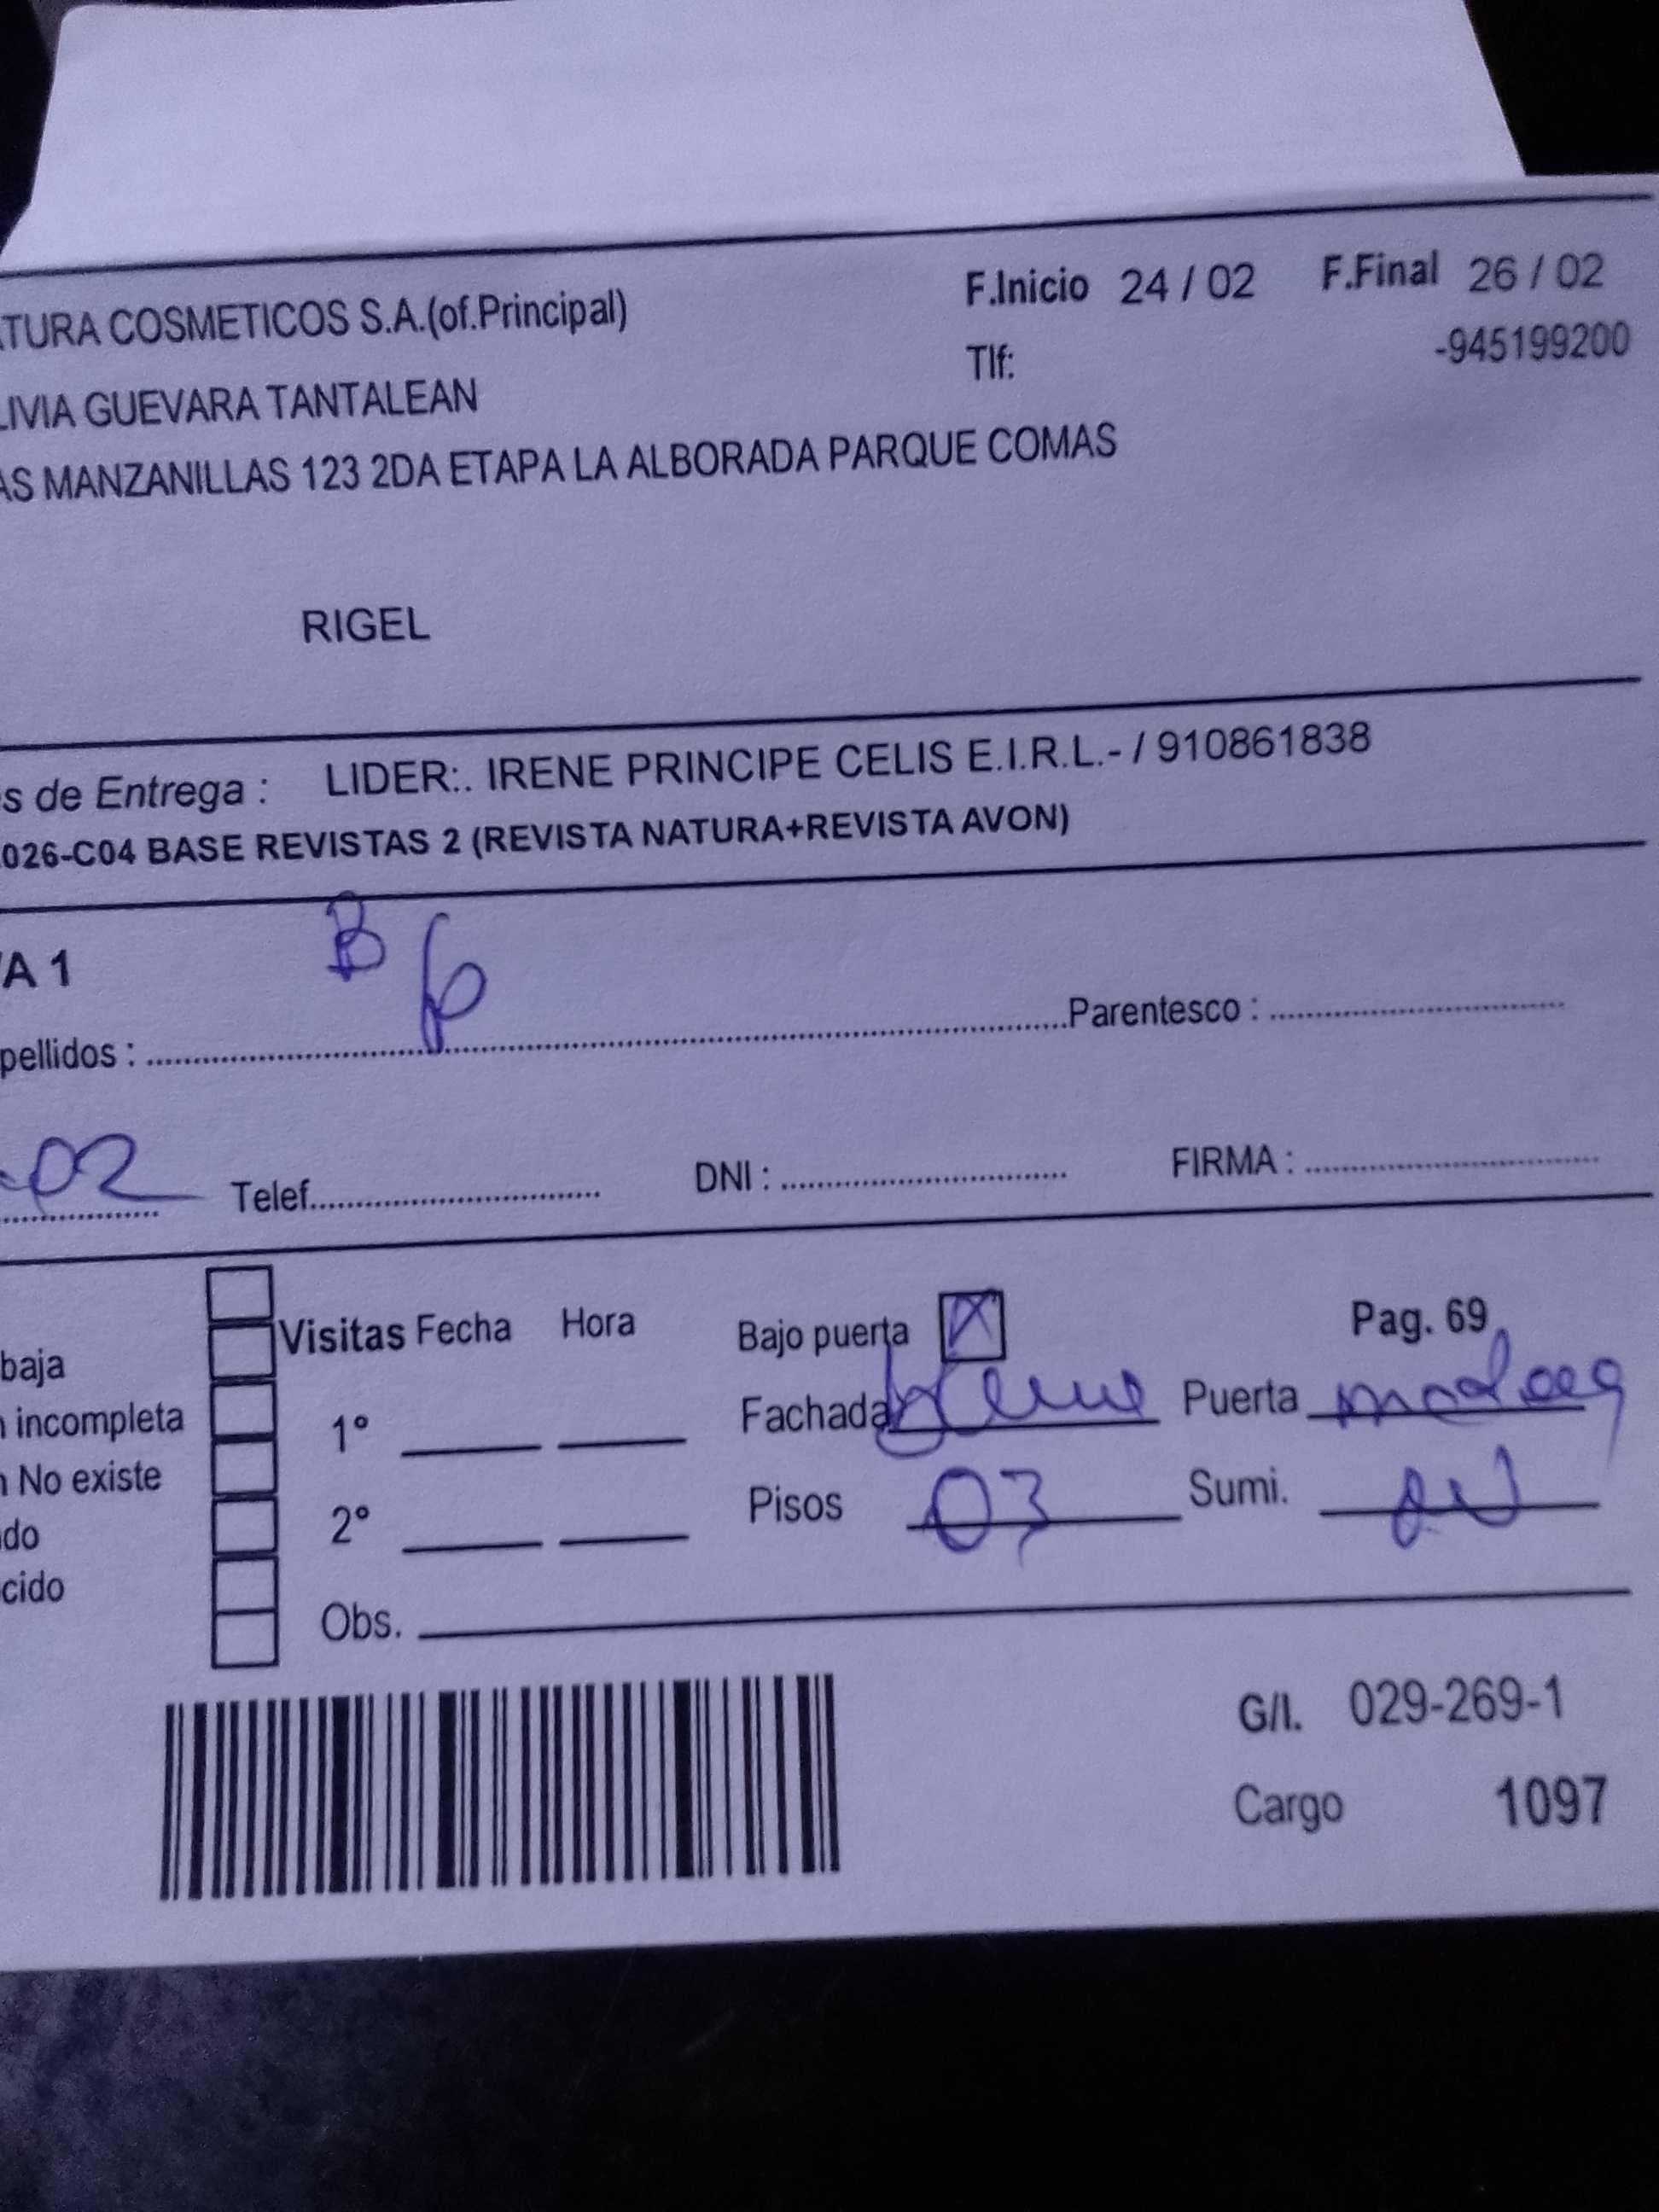 TURA COSMETICOS S.A.(of.Principal) F.Inicio 24 / 02 F.Final 26 / 02
LIVIA GUEVARA TANTALEAN Tlf: -945199200
AS MANZANILLAS 123 2DA ETAPA LA ALBORADA PARQUE COMAS
RIGEL
s de Entrega : LIDER:. IRENE PRINCIPE CELIS E.I.R.L.- / 910861838
026-C04 BASE REVISTAS 2 (REVISTA NATURA+REVISTA AVON)
A 1 B p
pellidos : Parentesco :
-02 Telef. DNI : FIRMA :
Visitas Fecha Hora Bajo puerta X Pag. 69
baja
incompleta 1° Fachada Puerta
No existe
do 2° Pisos 03 Sumi.
cido
Obs.
G/I. 029-269-1
Cargo 1097